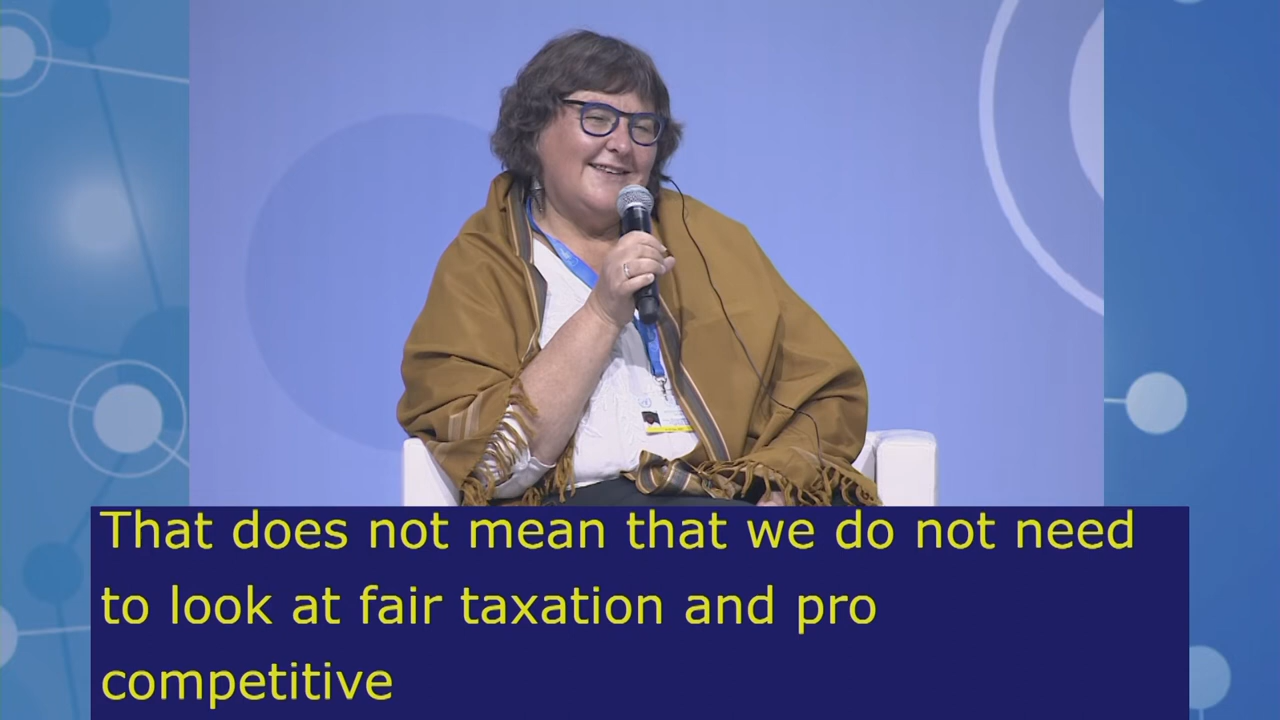 That does not mean that we do not need
to look at fair taxation and pro
competitive